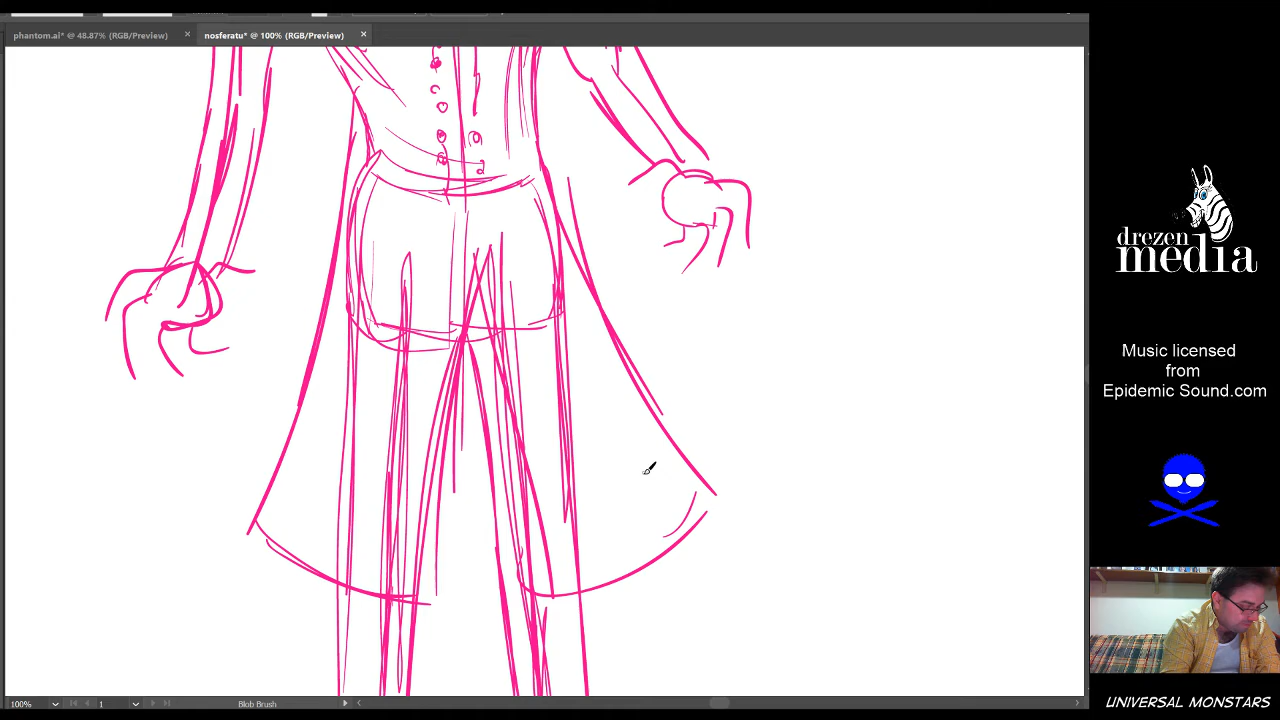 phantom.ai* @ 48.87% (RGB/Preview)
nosferatu* @ 100% (RGB/Preview)
drezen
media
Music licensed
from
Epidemic Sound.com
100%
1
Blob Brush
UNIVERSAL MONSTARS